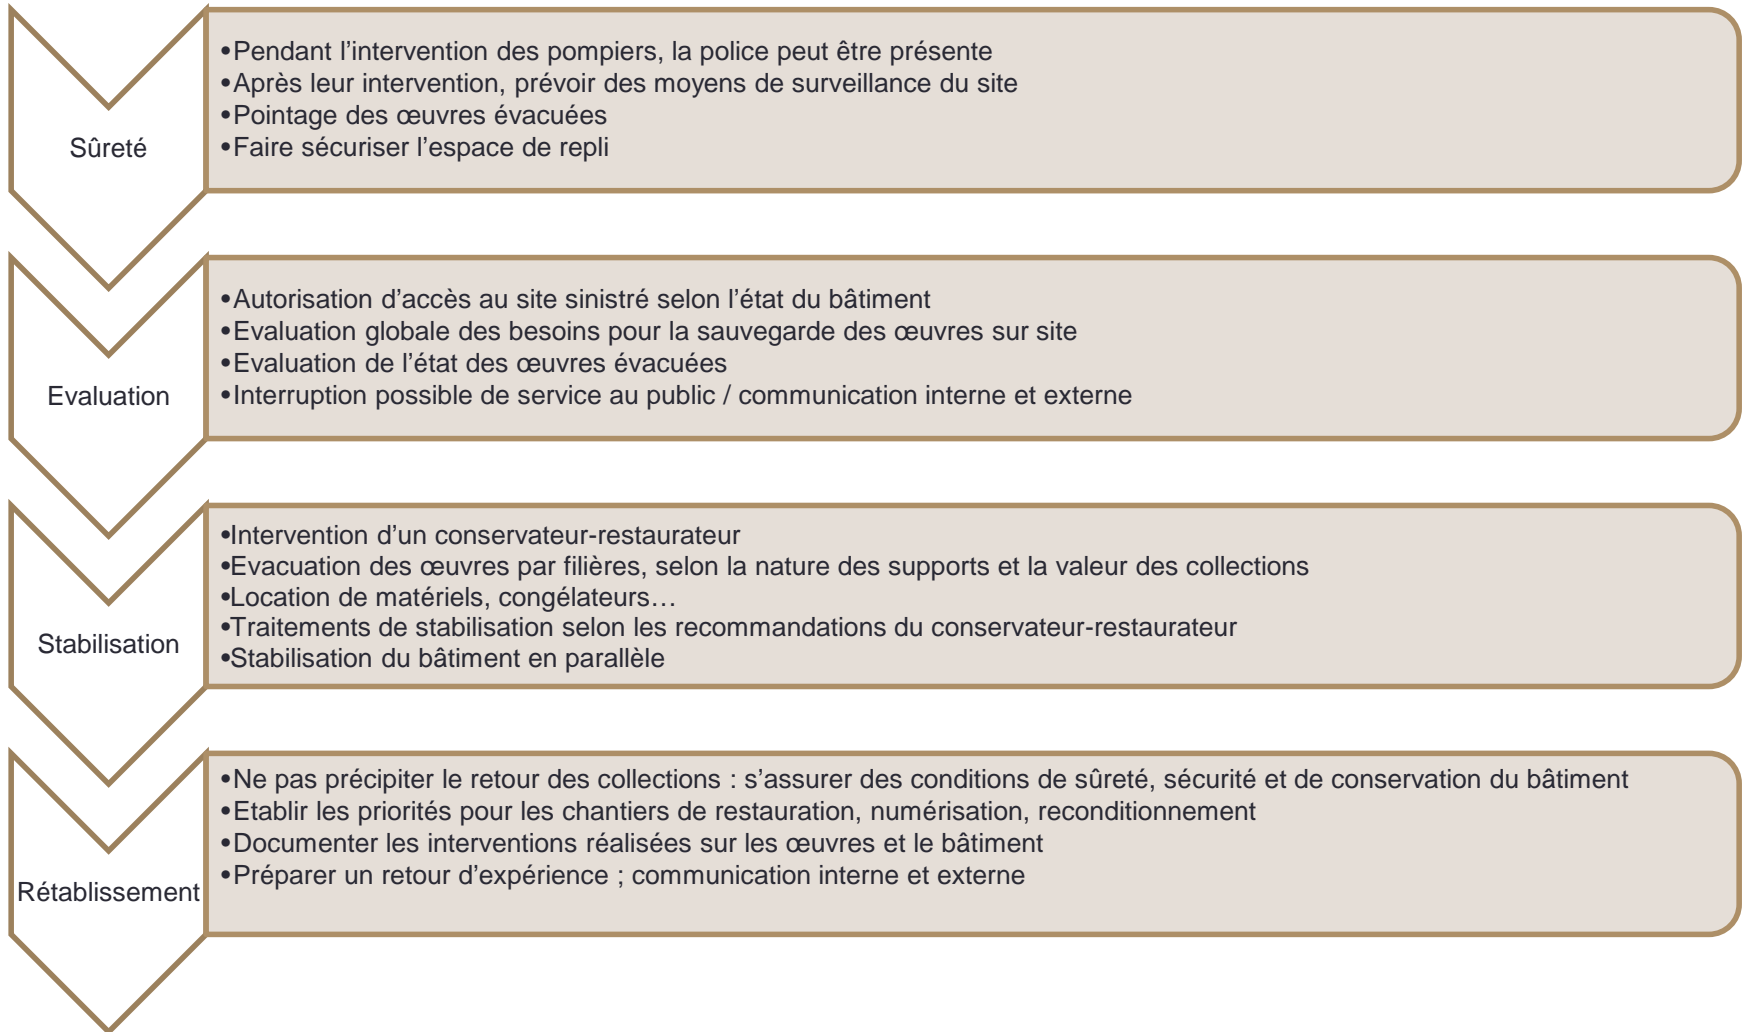 Sûreté
•Pendant l’intervention des pompiers, la police peut être présente
•Après leur intervention, prévoir des moyens de surveillance du site
•Pointage des œuvres évacuées
•Faire sécuriser l’espace de repli
Evaluation
•Autorisation d’accès au site sinistré selon l’état du bâtiment
•Evaluation globale des besoins pour la sauvegarde des œuvres sur site
•Evaluation de l’état des œuvres évacuées
•Interruption possible de service au public / communication interne et externe
Stabilisation
•Intervention d’un conservateur-restaurateur
•Evacuation des œuvres par filières, selon la nature des supports et la valeur des collections
•Location de matériels, congélateurs…
•Traitements de stabilisation selon les recommandations du conservateur-restaurateur
•Stabilisation du bâtiment en parallèle
Rétablissement
•Ne pas précipiter le retour des collections : s’assurer des conditions de sûreté, sécurité et de conservation du bâtiment
•Etablir les priorités pour les chantiers de restauration, numérisation, reconditionnement
•Documenter les interventions réalisées sur les œuvres et le bâtiment
•Préparer un retour d’expérience ; communication interne et externe